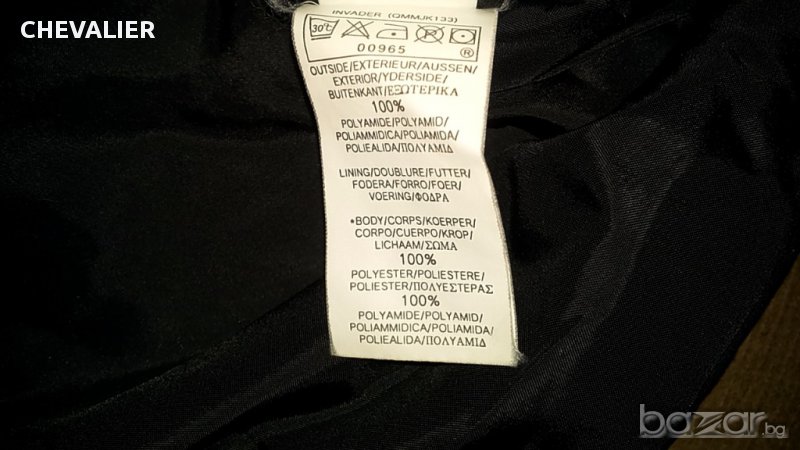 CHEVALIER
INVADER (QMMJK133)
30°C
00965
®
OUTSIDE/EXTERIEUR/AUSSEN/
EXTERIOR/YDERSIDE/
BUITENKANT/ΕΞΩΤΕΡΙΚΑ
100%
POLYAMIDE/POLYAMID/
POLIAMMIDICA/POLIAMIDA/
POLIEALIDA/ΠΟΛΥΑΜΙΔ
LINING/DOUBLURE/FUTTER/
FODERA/FORRO/FOER/
VOERING/ΦΟΔΡΑ
*BODY/CORPS/KOERPER/
CORPO/CUERPO/KROP/
LICHAAM/ΣΩΜΑ
100%
POLYESTER/POLIESTERE/
POLIESTER/ΠΟΛΥΕΣΤΕΡΑΣ
100%
POLYAMIDE/POLYAMID/
POLIAMMIDICA/POLIAMIDA/
POLIEALIDA/ΠΟΛΥΑΜΙΔ
bazar.bg